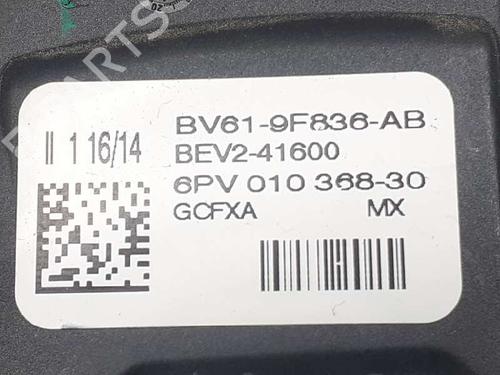 BV61-9F836-AB
II 1 16/14
BEV2-41600
6PV 010 368-30
GCFXA MX